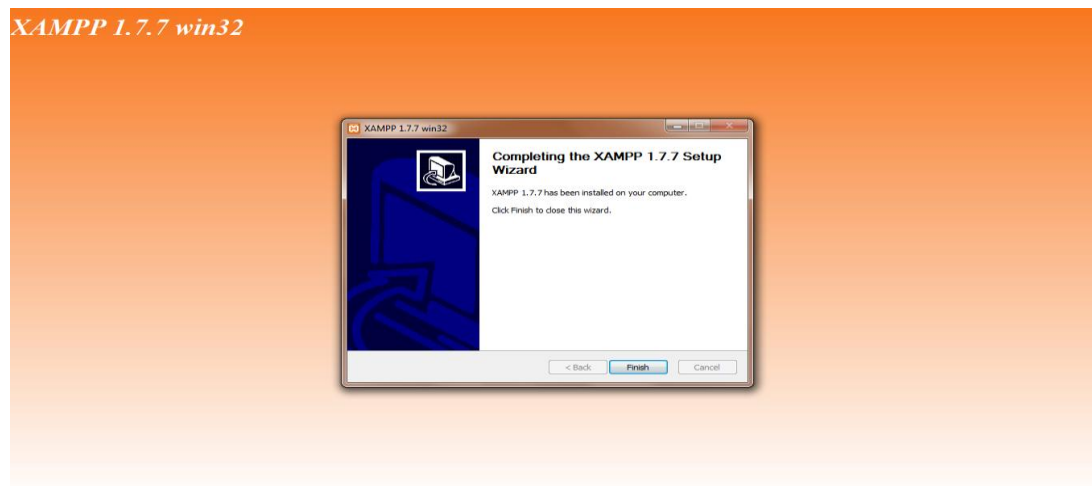 XAMPP 1.7.7 win32
XAMPP 1.7.7 win32
Completing the XAMPP 1.7.7 Setup
Wizard
XAMPP 1.7.7 has been installed on your computer.
Click Finish to close this wizard.
< Back
Finish
Cancel